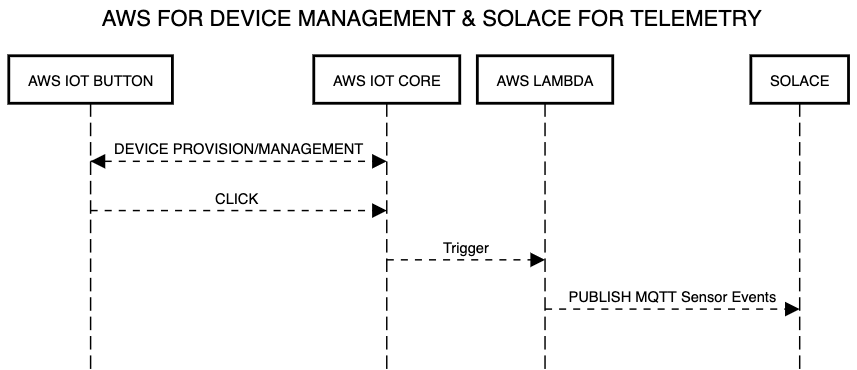 AWS FOR DEVICE MANAGEMENT & SOLACE FOR TELEMETRY
AWS IOT BUTTON
AWS IOT CORE
AWS LAMBDA
SOLACE
DEVICE PROVISION/MANAGEMENT
CLICK
Trigger
PUBLISH MQTT Sensor Events